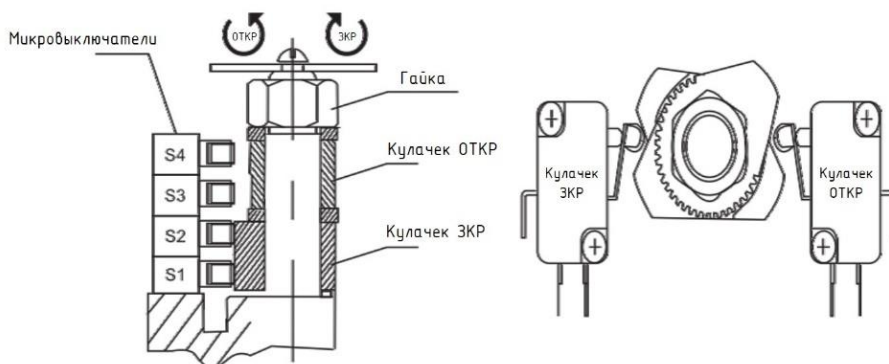 Микровыключатели
ОТКР
ЗКР
Гайка
Кулачек ОТКР
Кулачек ЗКР
S4
S3
S2
S1
Кулачек
ЗКР
Кулачек
ОТКР